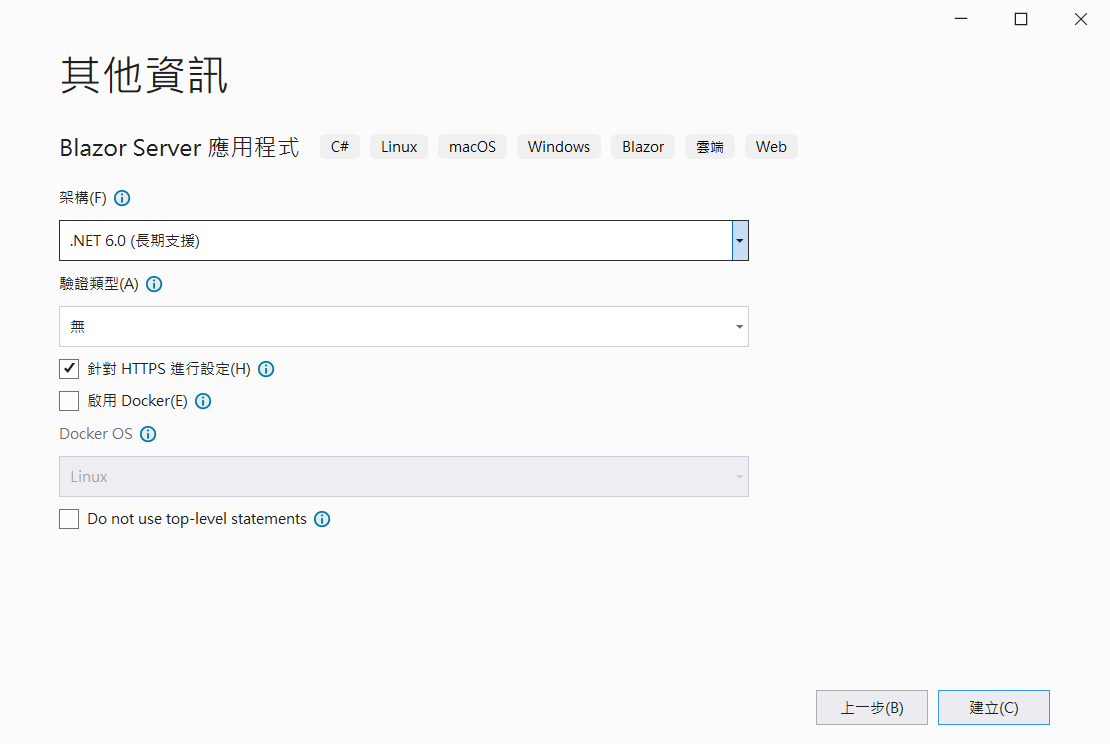 其他資訊
Blazor Server 應用程式 C# Linux macOS Windows Blazor 雲端 Web
架構(F)
.NET 6.0 (長期支援)
驗證類型(A)
無
針對 HTTPS 進行設定(H)
啟用 Docker(E)
Docker OS
Linux
Do not use top-level statements
上一步(B) 建立(C)